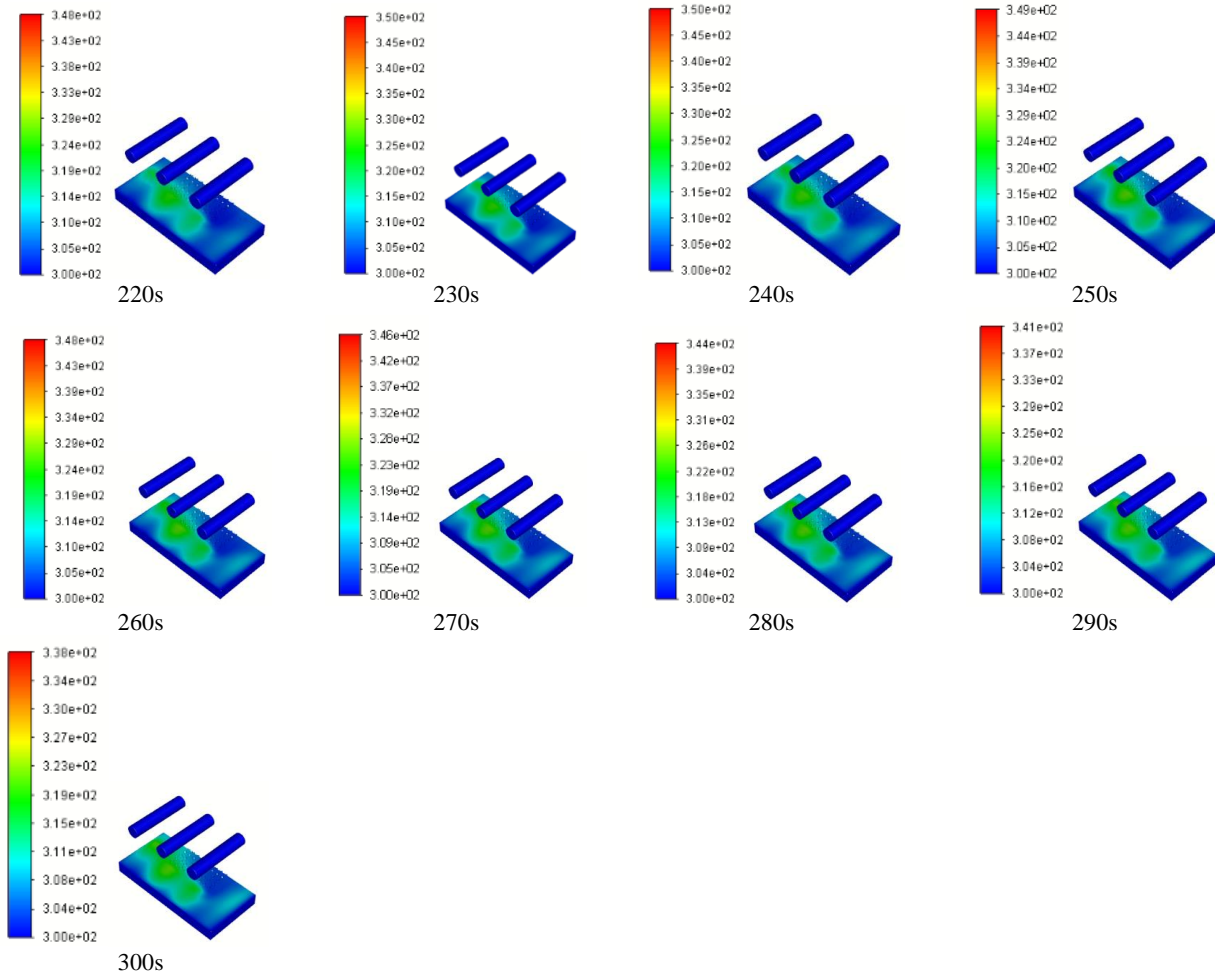 3.48e+02
3.43e+02
3.38e+02
3.33e+02
3.29e+02
3.23e+02
3.19e+02
3.14e+02
3.10e+02
3.05e+02
3.00e+02
220s
3.50e+02
3.45e+02
3.40e+02
3.35e+02
3.30e+02
3.25e+02
3.20e+02
3.15e+02
3.10e+02
3.05e+02
3.00e+02
230s
3.50e+02
3.45e+02
3.40e+02
3.35e+02
3.30e+02
3.25e+02
3.20e+02
3.15e+02
3.10e+02
3.05e+02
3.00e+02
240s
3.49e+02
3.44e+02
3.39e+02
3.34e+02
3.29e+02
3.24e+02
3.20e+02
3.15e+02
3.10e+02
3.05e+02
3.00e+02
250s
3.48e+02
3.43e+02
3.39e+02
3.34e+02
3.29e+02
3.24e+02
3.19e+02
3.14e+02
3.10e+02
3.05e+02
3.00e+02
260s
3.46e+02
3.42e+02
3.37e+02
3.32e+02
3.28e+02
3.23e+02
3.19e+02
3.14e+02
3.09e+02
3.05e+02
3.00e+02
270s
3.44e+02
3.39e+02
3.35e+02
3.31e+02
3.26e+02
3.22e+02
3.18e+02
3.13e+02
3.09e+02
3.04e+02
3.00e+02
280s
3.41e+02
3.37e+02
3.33e+02
3.29e+02
3.25e+02
3.20e+02
3.16e+02
3.12e+02
3.08e+02
3.04e+02
3.00e+02
290s
3.38e+02
3.34e+02
3.30e+02
3.27e+02
3.23e+02
3.19e+02
3.15e+02
3.11e+02
3.08e+02
3.04e+02
3.00e+02
300s